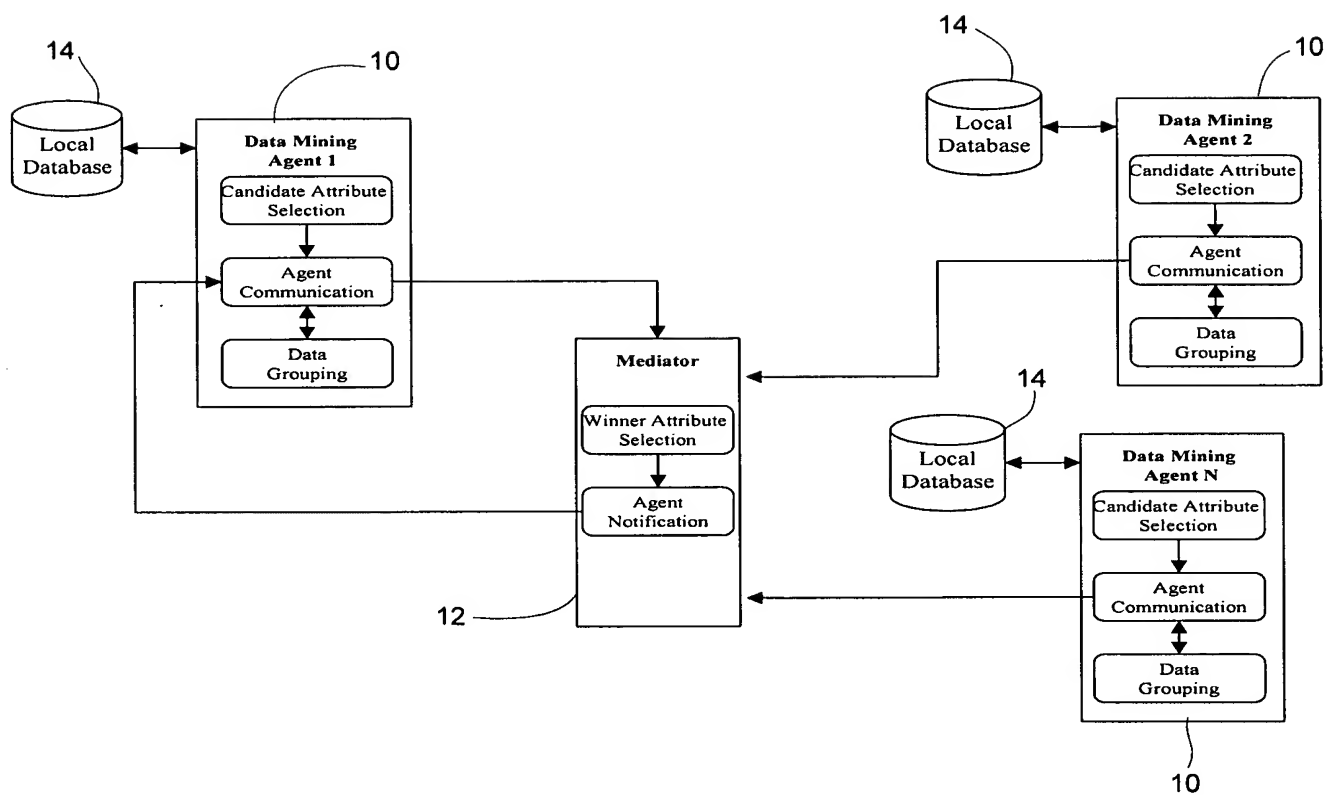 14
10
Local
Database
Data Mining
Agent 1
Candidate Attribute
Selection
Agent
Communication
Data
Grouping
14
10
Local
Database
Data Mining
Agent 2
Candidate Attribute
Selection
Agent
Communication
Data
Grouping
Mediator
Winner Attribute
Selection
Agent
Notification
12
14
Local
Database
Data Mining
Agent N
Candidate Attribute
Selection
Agent
Communication
Data
Grouping
10